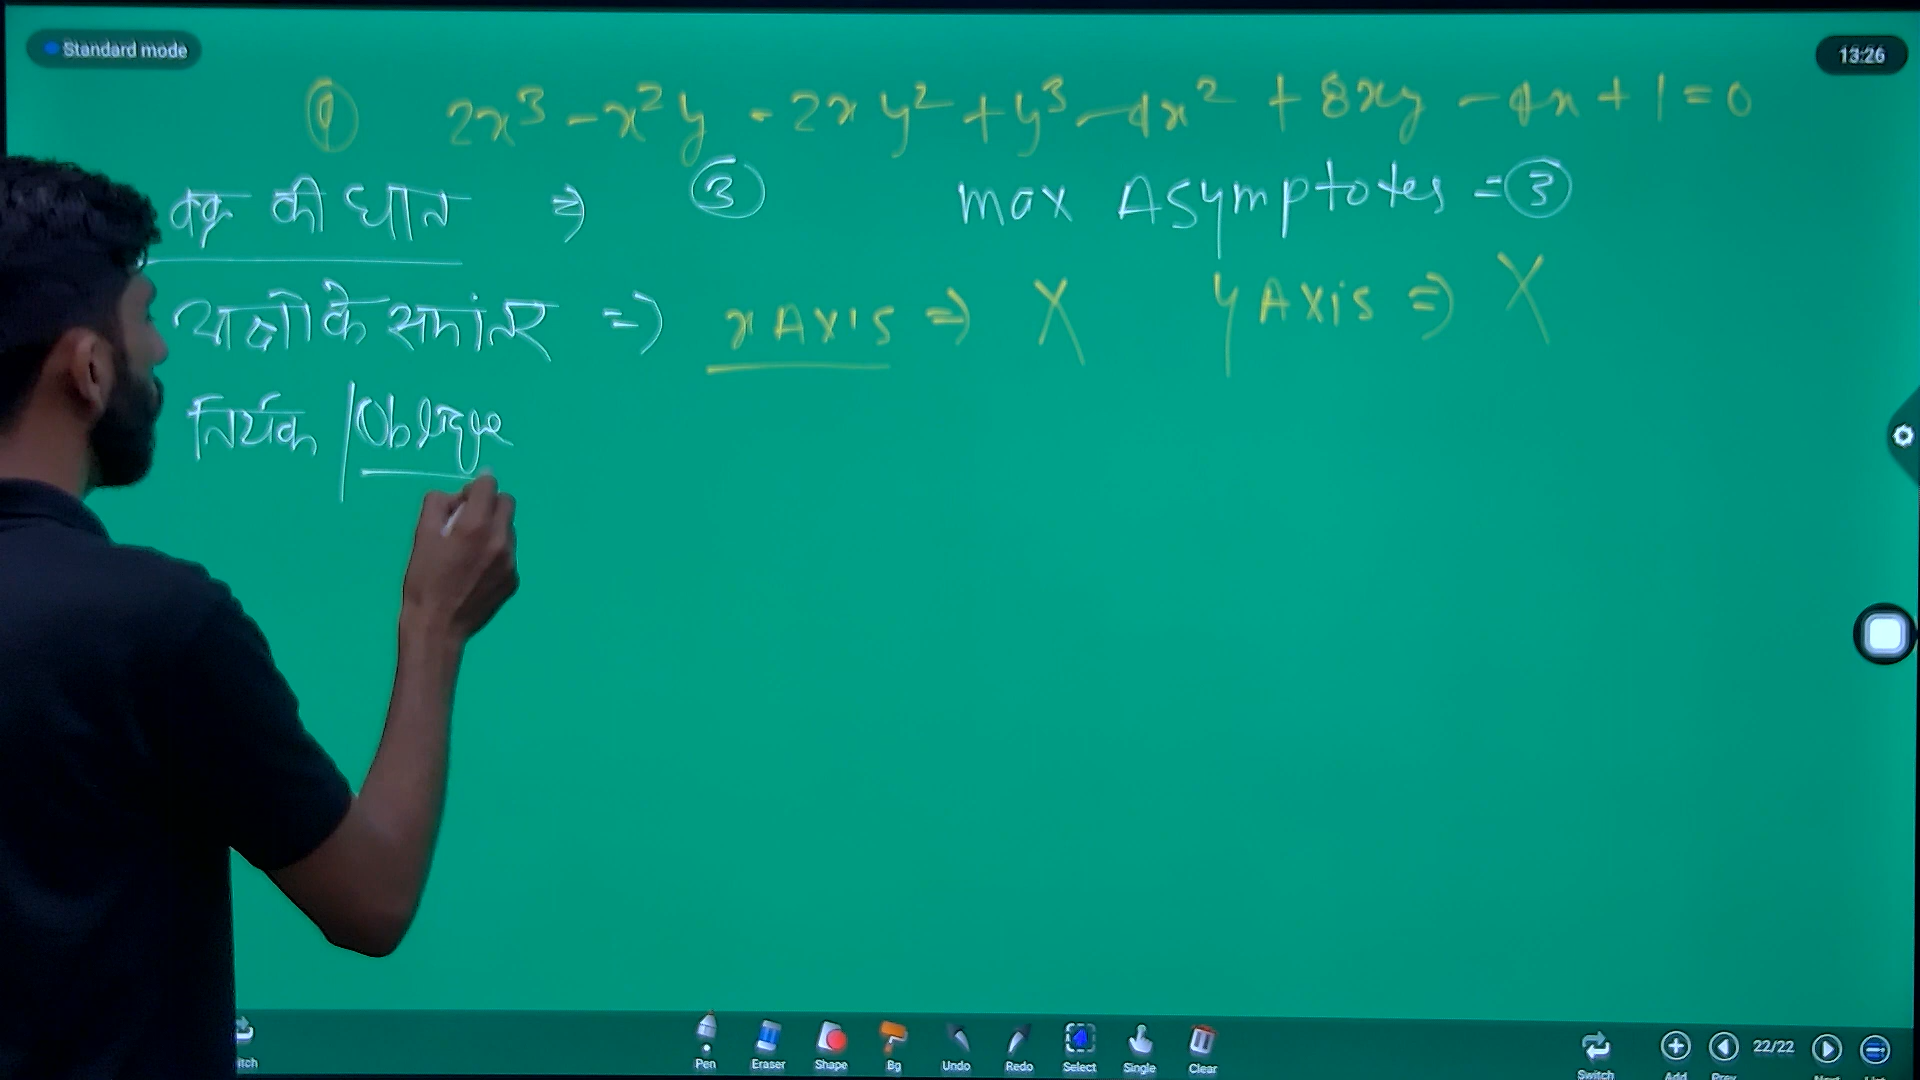 Standard mode
13:26
① 2x³ - x²y - 2xy² + y³ - 4x² + 8xy - 4x + 1 = 0
वक्र की घात ⇒ ③ max Asymptotes = ③
अक्षो के समांतर ⇒ x Axis ⇒ X y Axis ⇒ X
तिर्यक | Oblique
Pen Eraser Shape Bg Undo Redo Select Single Clear Switch Add Prev 22/22